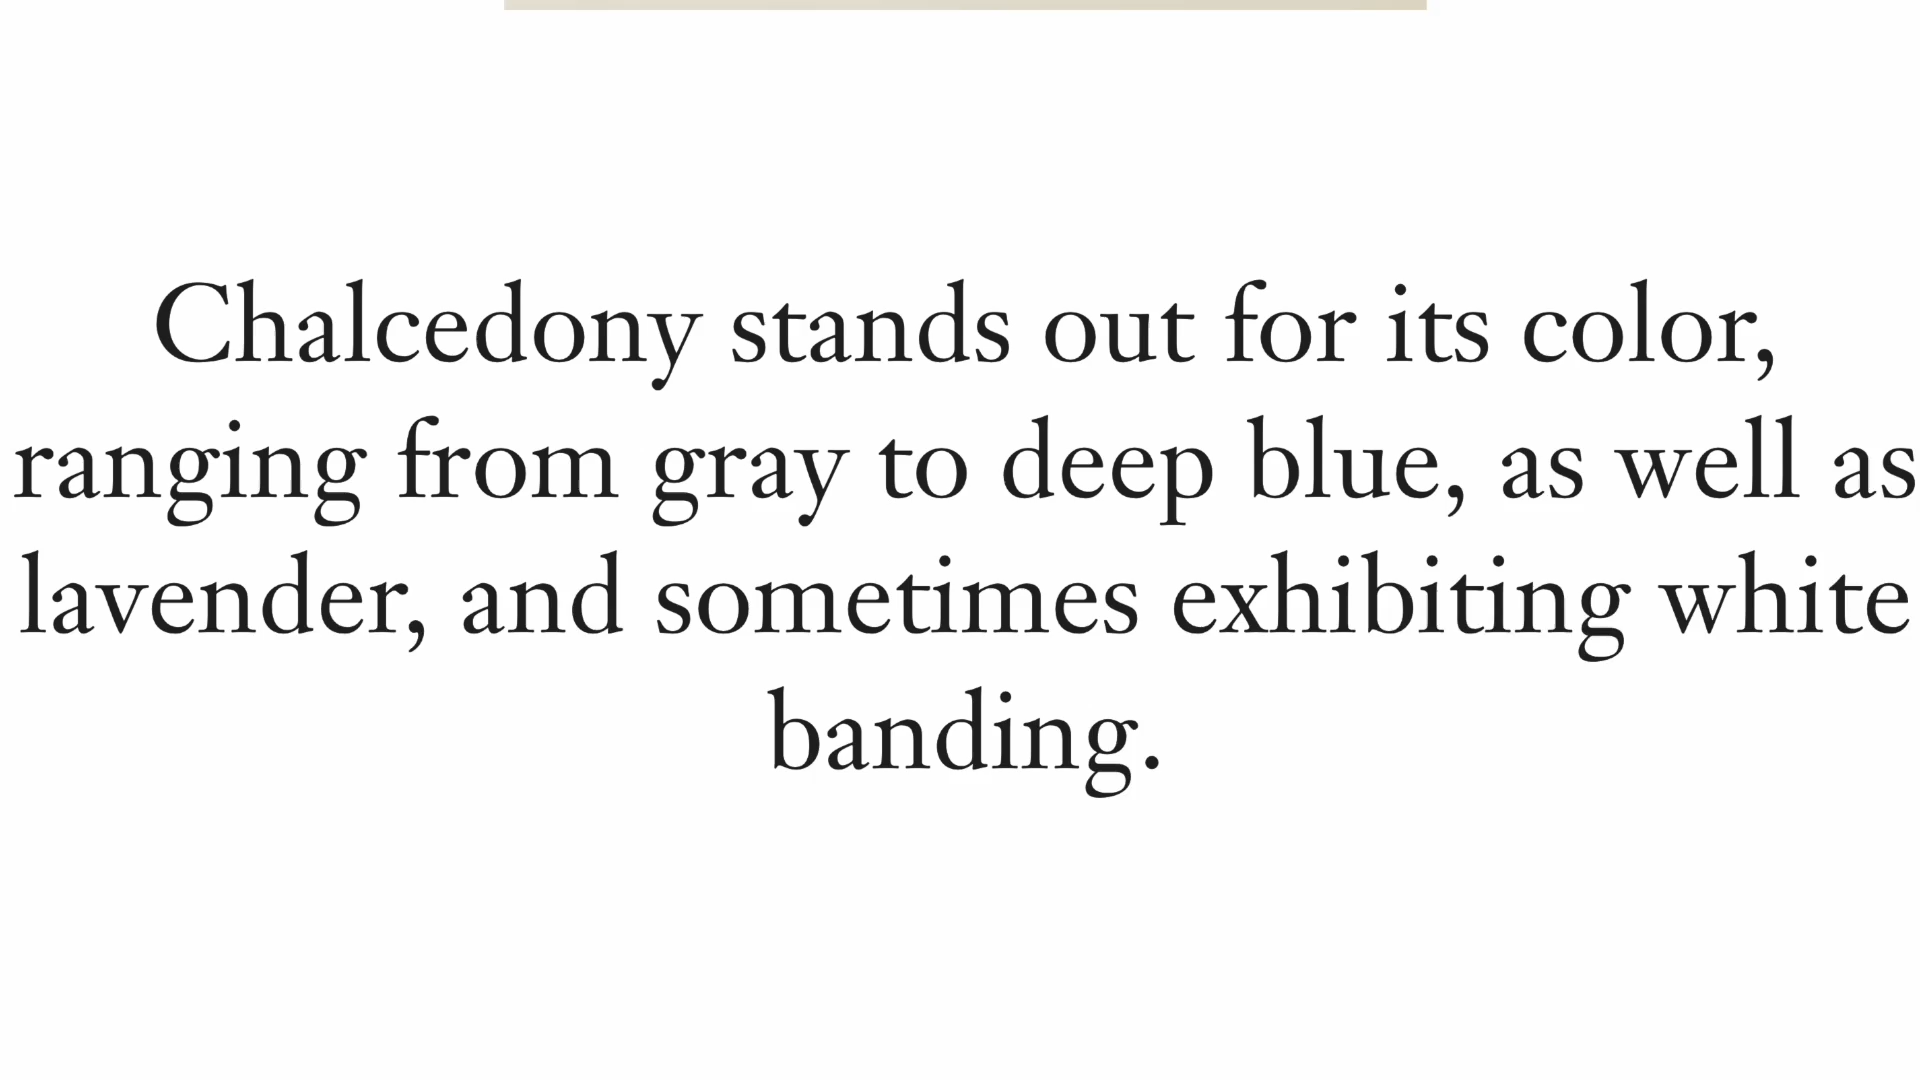 Chalcedony stands out for its color,
ranging from gray to deep blue, as well as
lavender, and sometimes exhibiting white
banding.